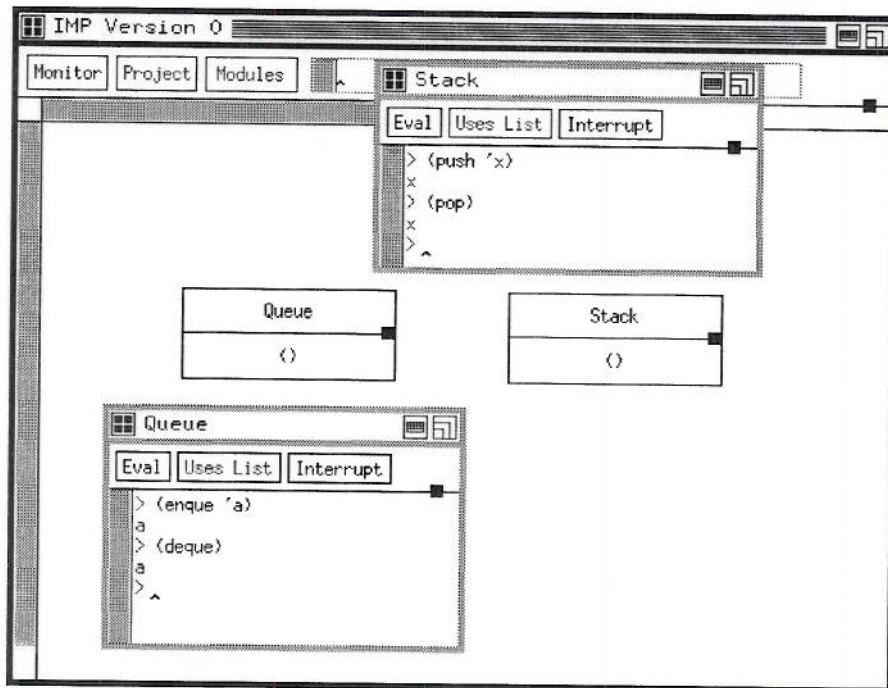 IMP Version 0
Monitor Project Modules
^
Stack
Eval Uses List Interrupt
> (push 'x)
x
> (pop)
x
> ^
Queue
()
Stack
()
Queue
Eval Uses List Interrupt
> (enque 'a)
a
> (deque)
a
> ^